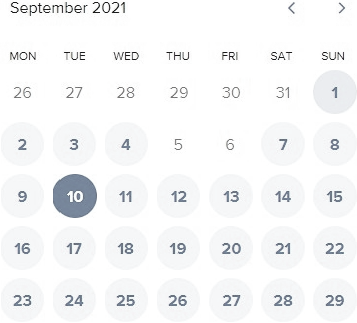 September 2021 < >
MON TUE WED THU FRI SAT SUN
26 27 28 29 30 31 1
2 3 4 5 6 7 8
9 10 11 12 13 14 15
16 17 18 19 20 21 22
23 24 25 26 27 28 29